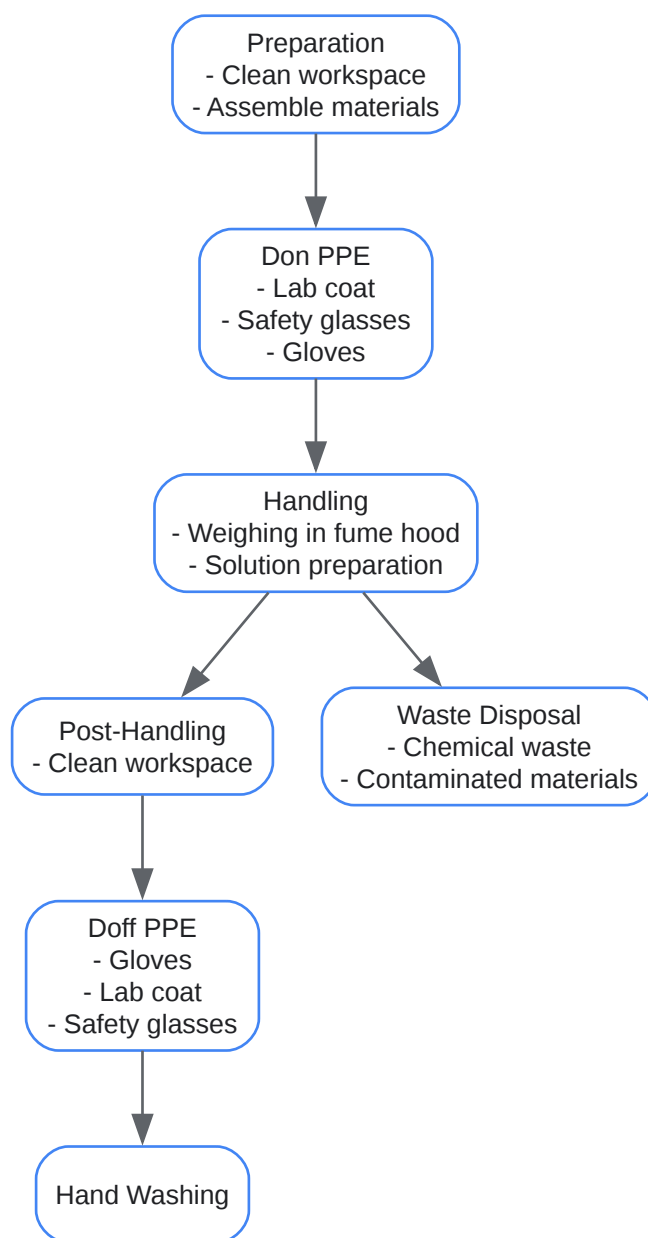 Preparation
- Clean workspace
- Assemble materials
Don PPE
- Lab coat
- Safety glasses
- Gloves
Handling
- Weighing in fume hood
- Solution preparation
Post-Handling
- Clean workspace
Waste Disposal
- Chemical waste
- Contaminated materials
Doff PPE
- Gloves
- Lab coat
- Safety glasses
Hand Washing